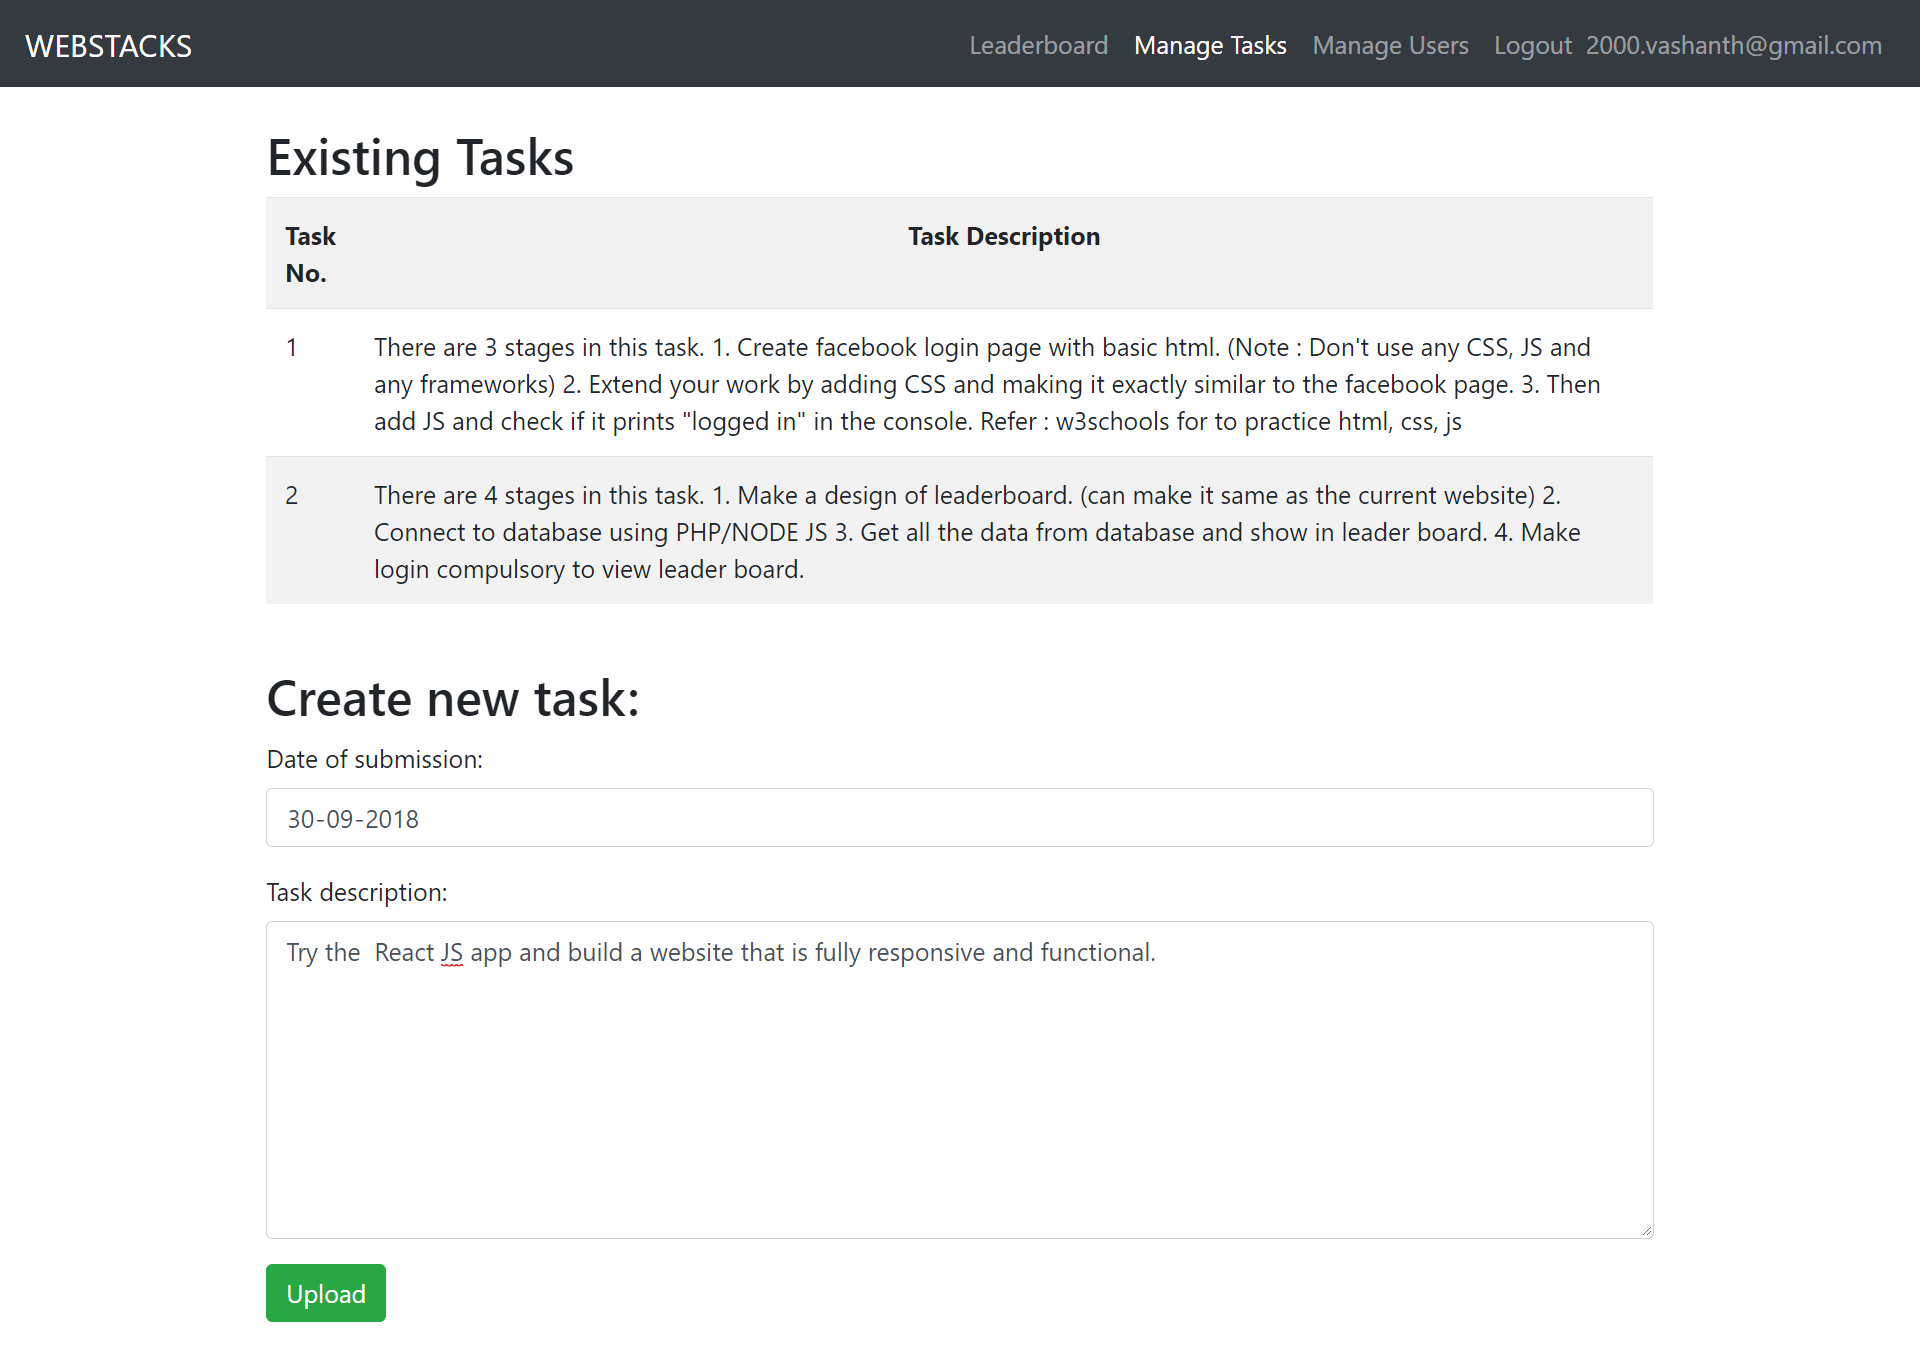 WEBSTACKS
Leaderboard Manage Tasks Manage Users Logout 2000.vashanth@gmail.com
Existing Tasks
Task No.
Task Description
1
There are 3 stages in this task. 1. Create facebook login page with basic html. (Note : Don't use any CSS, JS and
any frameworks) 2. Extend your work by adding CSS and making it exactly similar to the facebook page. 3. Then
add JS and check if it prints "logged in" in the console. Refer : w3schools for to practice html, css, js
2
There are 4 stages in this task. 1. Make a design of leaderboard. (can make it same as the current website) 2.
Connect to database using PHP/NODE JS 3. Get all the data from database and show in leader board. 4. Make
login compulsory to view leader board.
Create new task:
Date of submission:
30-09-2018
Task description:
Try the  React JS app and build a website that is fully responsive and functional.
Upload